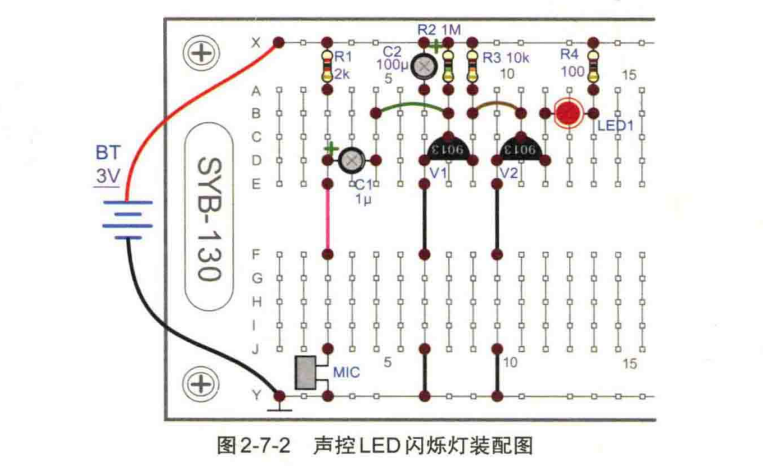 R2 1M
X
R1
C2
R3 10k
R4
2k
100μ
5
10
100
15
A
B
C
LED1
9013
9013
BT
D
3V
V1
V2
E
C1
1μ
SYB-130
F
G
H
I
J
5
10
15
MIC
Y
图2-7-2 声控LED闪烁灯装配图